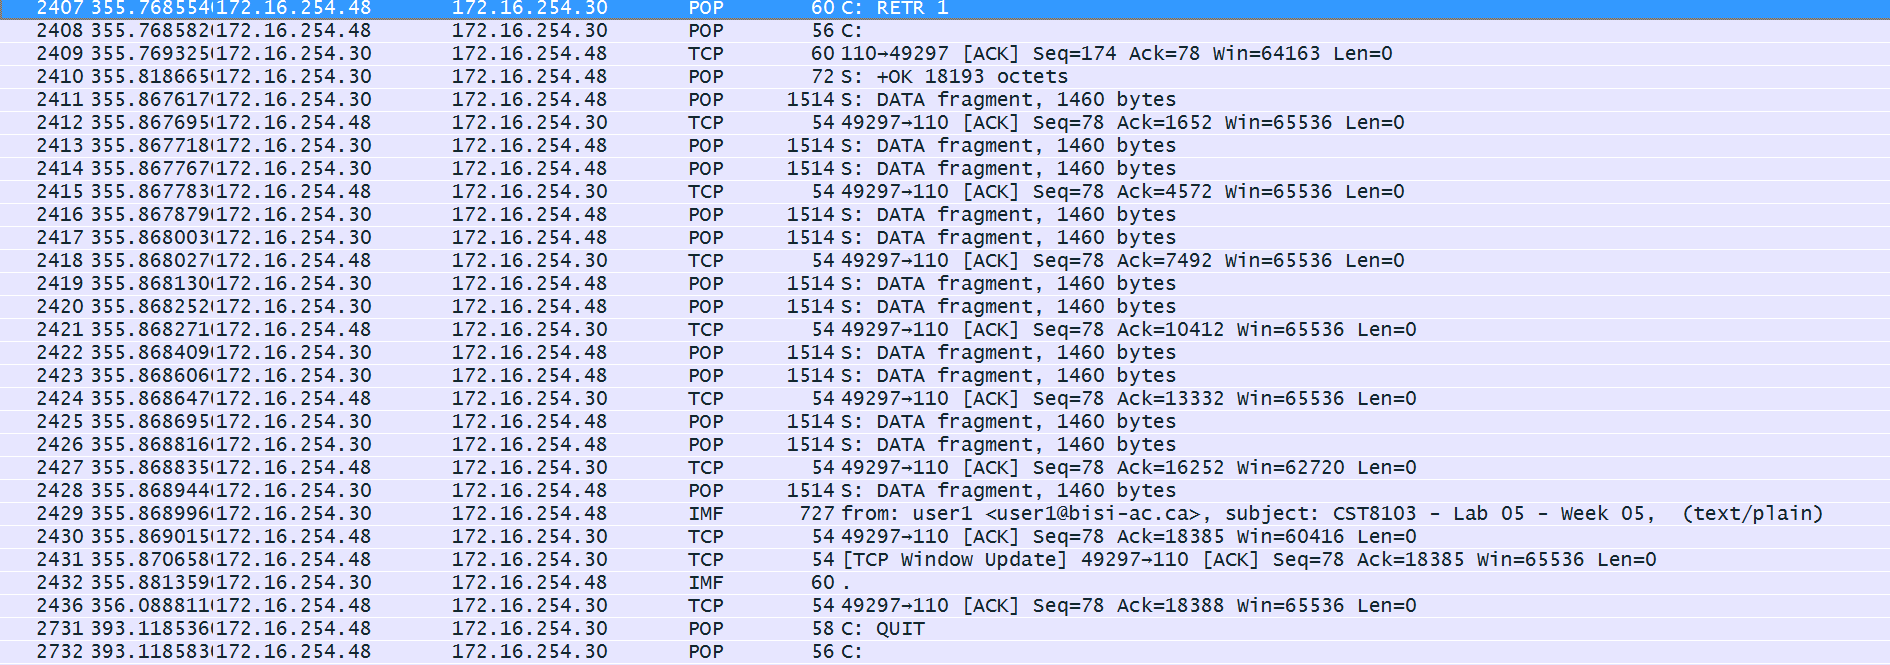 2407 355.768554 172.16.254.48 172.16.254.30 POP 60 C: RETR 1
2408 355.768582 172.16.254.48 172.16.254.30 POP 56 C:
2409 355.769325 172.16.254.30 172.16.254.48 TCP 60 110→49297 [ACK] Seq=174 Ack=78 Win=64163 Len=0
2410 355.818665 172.16.254.30 172.16.254.48 POP 72 S: +OK 18193 octets
2411 355.867617 172.16.254.30 172.16.254.48 POP 1514 S: DATA fragment, 1460 bytes
2412 355.867695 172.16.254.48 172.16.254.30 TCP 54 49297→110 [ACK] Seq=78 Ack=1652 Win=65536 Len=0
2413 355.867718 172.16.254.30 172.16.254.48 POP 1514 S: DATA fragment, 1460 bytes
2414 355.867767 172.16.254.30 172.16.254.48 POP 1514 S: DATA fragment, 1460 bytes
2415 355.867783 172.16.254.48 172.16.254.30 TCP 54 49297→110 [ACK] Seq=78 Ack=4572 Win=65536 Len=0
2416 355.867879 172.16.254.30 172.16.254.48 POP 1514 S: DATA fragment, 1460 bytes
2417 355.868003 172.16.254.30 172.16.254.48 POP 1514 S: DATA fragment, 1460 bytes
2418 355.868027 172.16.254.48 172.16.254.30 TCP 54 49297→110 [ACK] Seq=78 Ack=7492 Win=65536 Len=0
2419 355.868130 172.16.254.30 172.16.254.48 POP 1514 S: DATA fragment, 1460 bytes
2420 355.868252 172.16.254.30 172.16.254.48 POP 1514 S: DATA fragment, 1460 bytes
2421 355.868271 172.16.254.48 172.16.254.30 TCP 54 49297→110 [ACK] Seq=78 Ack=10412 Win=65536 Len=0
2422 355.868409 172.16.254.30 172.16.254.48 POP 1514 S: DATA fragment, 1460 bytes
2423 355.868606 172.16.254.30 172.16.254.48 POP 1514 S: DATA fragment, 1460 bytes
2424 355.868647 172.16.254.48 172.16.254.30 TCP 54 49297→110 [ACK] Seq=78 Ack=13332 Win=65536 Len=0
2425 355.868695 172.16.254.30 172.16.254.48 POP 1514 S: DATA fragment, 1460 bytes
2426 355.868816 172.16.254.30 172.16.254.48 POP 1514 S: DATA fragment, 1460 bytes
2427 355.868835 172.16.254.48 172.16.254.30 TCP 54 49297→110 [ACK] Seq=78 Ack=16252 Win=62720 Len=0
2428 355.868944 172.16.254.30 172.16.254.48 POP 1514 S: DATA fragment, 1460 bytes
2429 355.868996 172.16.254.30 172.16.254.48 IMF 727 from: user1 <user1@bisi-ac.ca>, subject: CST8103 - Lab 05 - Week 05, (text/plain)
2430 355.869015 172.16.254.48 172.16.254.30 TCP 54 49297→110 [ACK] Seq=78 Ack=18385 Win=60416 Len=0
2431 355.870658 172.16.254.48 172.16.254.30 TCP 54 [TCP Window Update] 49297→110 [ACK] Seq=78 Ack=18385 Win=65536 Len=0
2432 355.881359 172.16.254.30 172.16.254.48 IMF 60 .
2436 356.088811 172.16.254.48 172.16.254.30 TCP 54 49297→110 [ACK] Seq=78 Ack=18388 Win=65536 Len=0
2731 393.118536 172.16.254.48 172.16.254.30 POP 58 C: QUIT
2732 393.118583 172.16.254.48 172.16.254.30 POP 56 C: